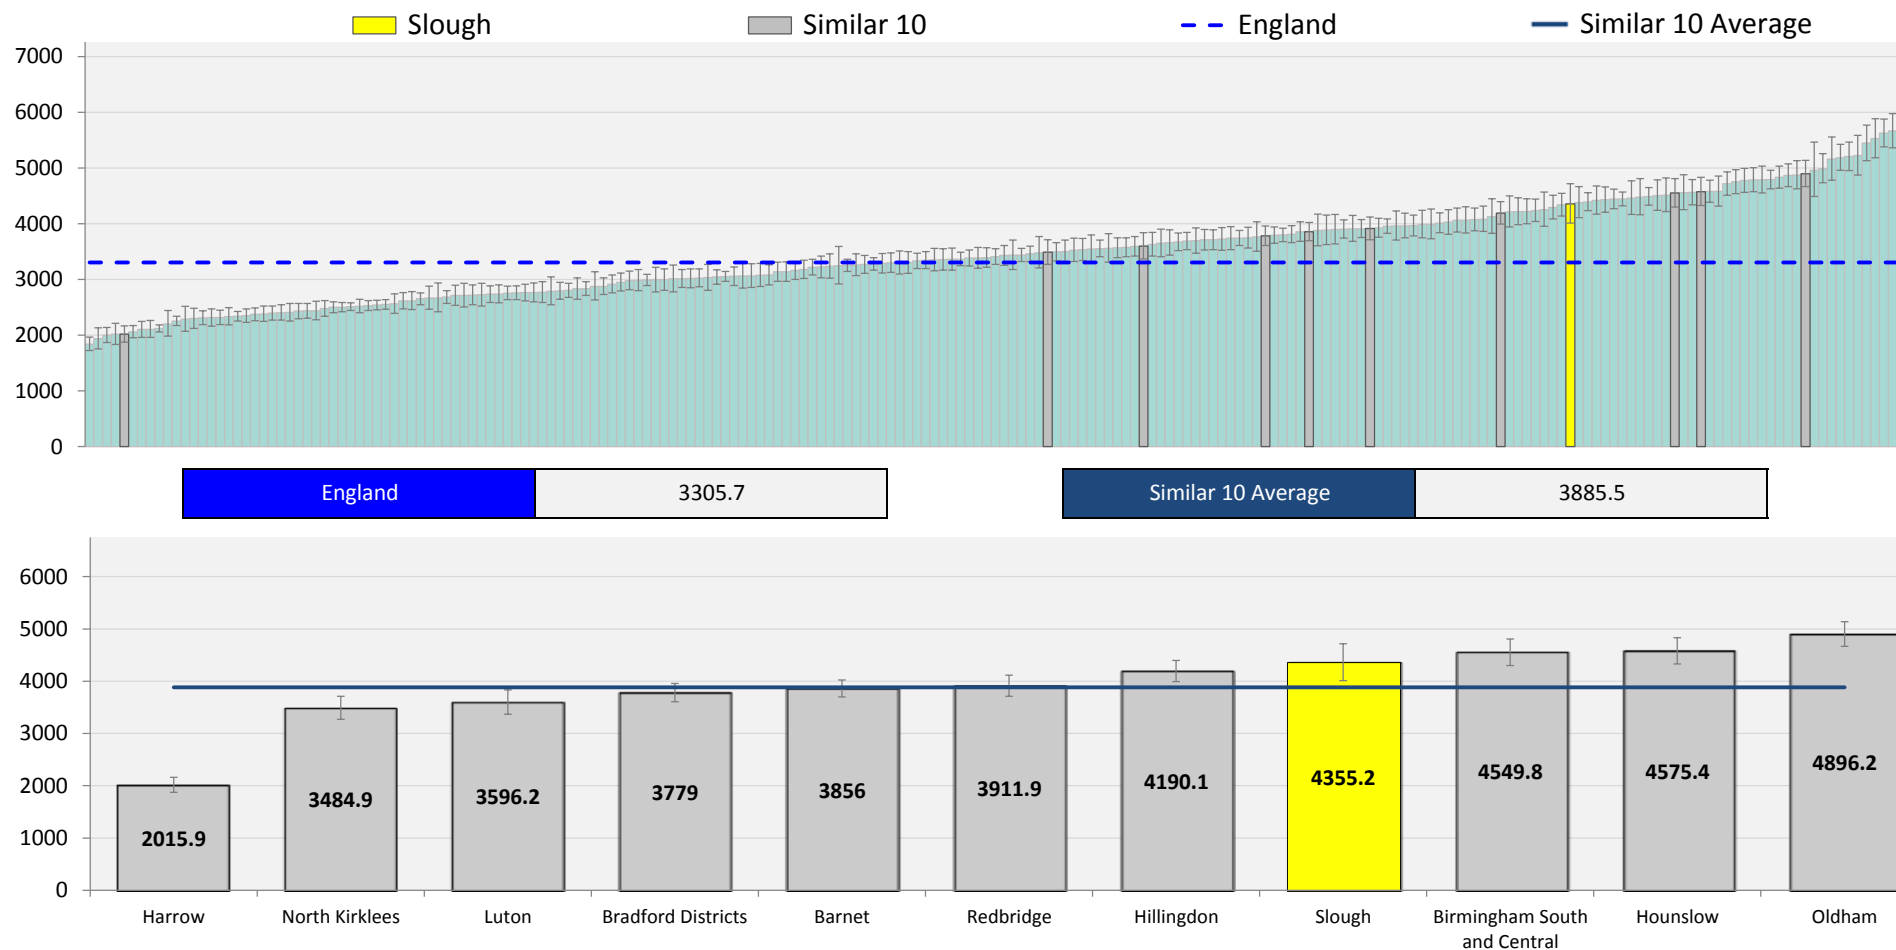 Slough
Similar 10
England
Similar 10 Average
7000
6000
5000
4000
3000
2000
1000
0
England
3305.7
Similar 10 Average
3885.5
6000
5000
4000
3000
2000
1000
0
2015.9
3484.9
3596.2
3779
3856
3911.9
4190.1
4355.2
4549.8
4575.4
4896.2
Harrow
North Kirklees
Luton
Bradford Districts
Barnet
Redbridge
Hillingdon
Slough
Birmingham South
and Central
Hounslow
Oldham